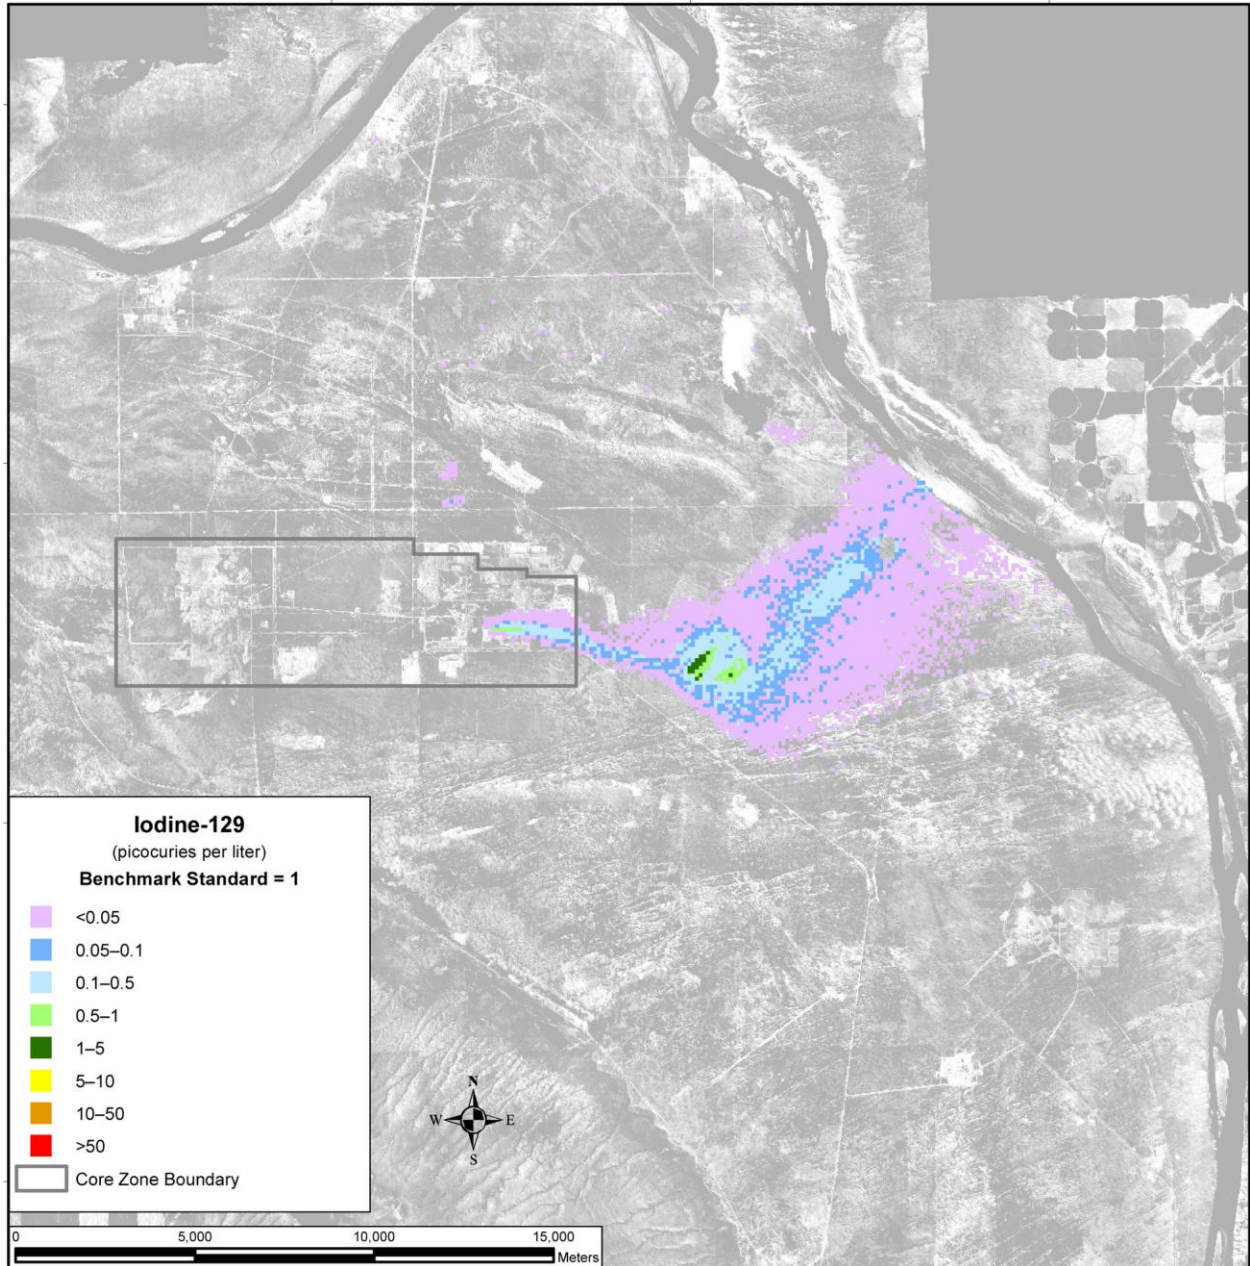 Iodine-129
(picocuries per liter)
Benchmark Standard = 1
<0.05
0.05–0.1
0.1–0.5
0.5–1
1–5
5–10
10–50
>50
Core Zone Boundary
N
W E
S
0 5,000 10,000 15,000
Meters